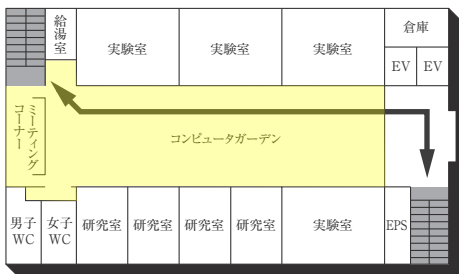 給湯室
実験室
実験室
実験室
倉庫
EV
EV
ミーティング
コーナー
コンピュータガーデン
男子
WC
女子
WC
研究室
研究室
研究室
研究室
実験室
EPS